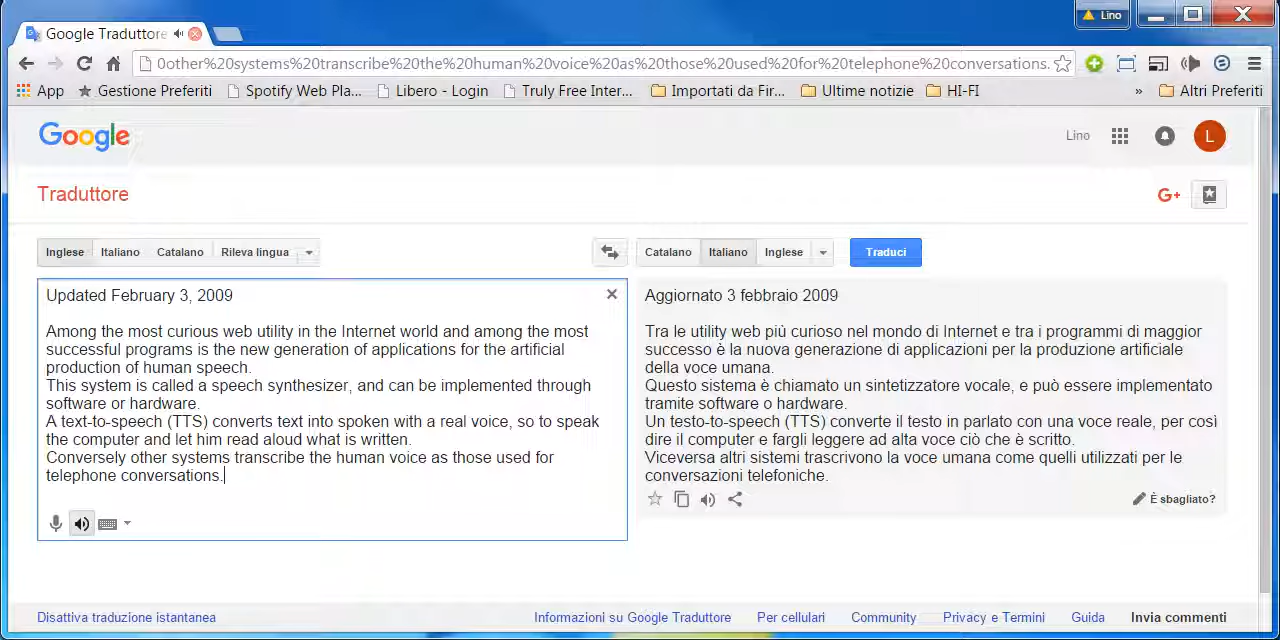 Lino
Google Traduttore
0other%20systems%20transcribe%20the%20human%20voice%20as%20those%20used%20for%20telephone%20conversations.
App Gestione Preferiti Spotify Web Pla... Libero - Login Truly Free Inter... Importati da Fir... Ultime notizie HI-FI » Altri Preferiti
Google Lino L
Traduttore G+
Inglese Italiano Catalano Rileva lingua Catalano Italiano Inglese Traduci
Updated February 3, 2009
Among the most curious web utility in the Internet world and among the most
successful programs is the new generation of applications for the artificial
production of human speech.
This system is called a speech synthesizer, and can be implemented through
software or hardware.
A text-to-speech (TTS) converts text into spoken with a real voice, so to speak
the computer and let him read aloud what is written.
Conversely other systems transcribe the human voice as those used for
telephone conversations.
Aggiornato 3 febbraio 2009
Tra le utility web più curioso nel mondo di Internet e tra i programmi di maggior
successo è la nuova generazione di applicazioni per la produzione artificiale
della voce umana.
Questo sistema è chiamato un sintetizzatore vocale, e può essere implementato
tramite software o hardware.
Un testo-to-speech (TTS) converte il testo in parlato con una voce reale, per così
dire il computer e fargli leggere ad alta voce ciò che è scritto.
Viceversa altri sistemi trascrivono la voce umana come quelli utilizzati per le
conversazioni telefoniche.
È sbagliato?
Disattiva traduzione istantanea Informazioni su Google Traduttore Per cellulari Community Privacy e Termini Guida Invia commenti